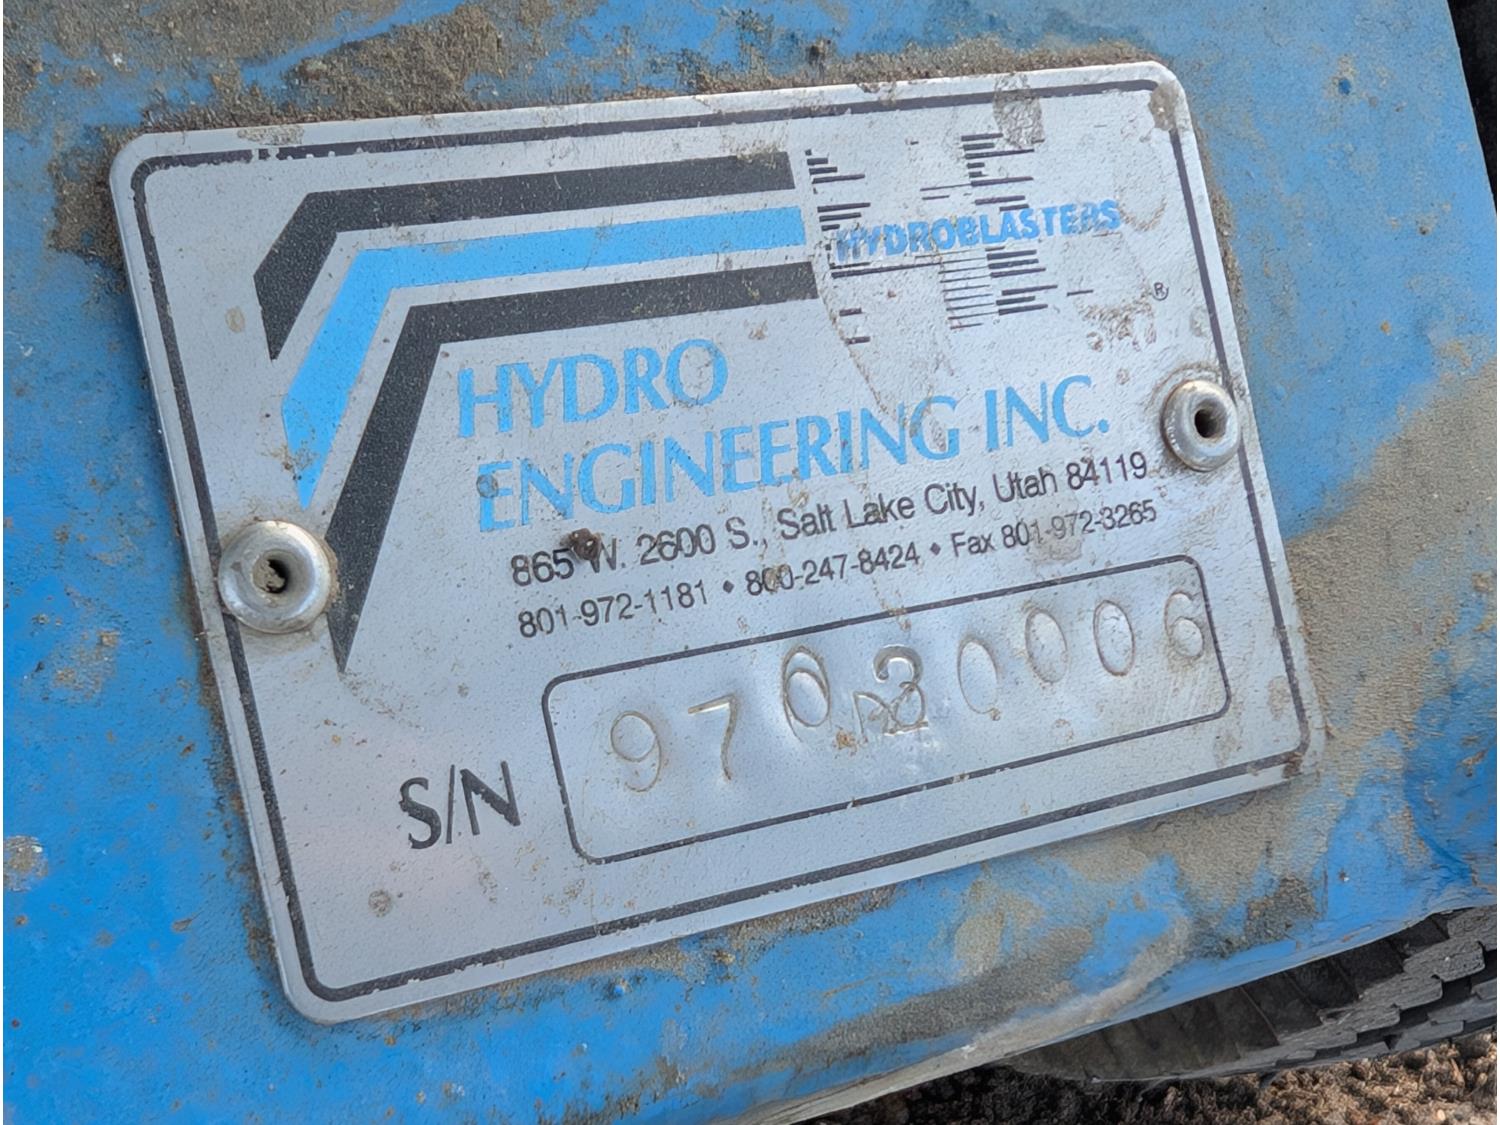 HYDROBLASTERS
®
HYDRO
ENGINEERING INC.
865 W. 2600 S., Salt Lake City, Utah 84119
801-972-1181 • 800-247-8424 • Fax 801-972-3265
S/N